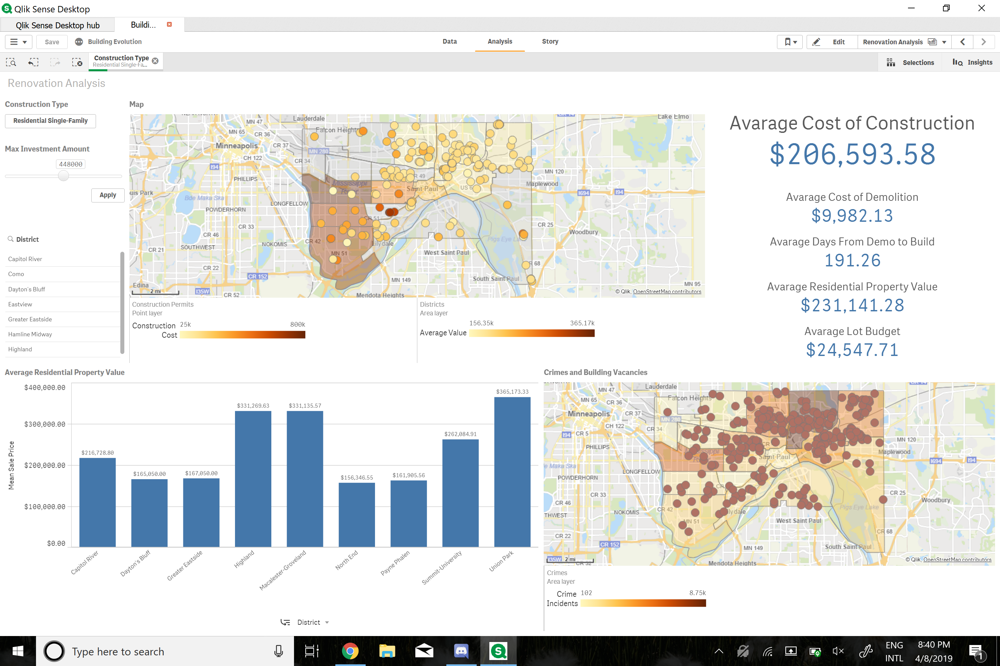 Qlik Sense Desktop
Qlik Sense Desktop hub
Buildi...
Save
Building Evolution
Data
Analysis
Story
Edit
Renovation Analysis
Construction Type
Residential Single-Fa...
Selections
Insights
Renovation Analysis
Construction Type
Residential Single-Family
Max Investment Amount
448000
Apply
District
Capitol River
Como
Dayton's Bluff
Eastview
Greater Eastside
Hamline Midway
Highland
Map
Lauderdale
Lake Elmo
MN 47
Falcon Height
MN 65
CR 36
Minneapolis
CR 37
MN 280
CH 122
CR 34
I94
MN 120
PHILLIPS
R 49
Mississippi
Saint Paul
US 6
Maplewood
uis Park
Bde Maka Ska
I694
I94
LONGFELLOW
POWDERHORN
CR 51
CR 33
CR 25
CR 46
Woodbury
CR 42
NOKOMIS
Lilydale
Pigs Eye La
CR 21
SOUTHWEST
MN 51
West Saint Paul
R 68
CR 22
CR 152
MN 149
South Saint Paul
Edina
MN 95
2 mi
I35W
CR 52
Mendota Heights
© Qlik, OpenStreetMap contributors
Construction Permits
Point layer
Construction Cost
25k
800k
Districts
Area layer
156.35k
365.17k
Average Value
Avarage Cost of Construction
$206,593.58
Avarage Cost of Demolition
$9,982.13
Avarage Days From Demo to Build
191.26
Avarage Residential Property Value
$231,141.28
Avarage Lot Budget
$24,547.71
Average Residential Property Value
Mean Sale Price
$400,000.00
$300,000.00
$200,000.00
$100,000.00
$0.00
$216,728.80
$165,050.00
$167,050.00
$331,269.63
$331,135.57
$156,346.55
$161,905.56
$262,084.91
$365,173.33
Capitol River
Dayton's Bluff
Greater Eastside
Highland
Macalester-Groveland
North End
Payne Phalen
Summit-University
Union Park
District
Crimes and Building Vacancies
Lauderdale
MN 47
Falcon Heights
MN 65
CR 36
Minneapolis
CR 37
MN 280
CH 122
CR 34
I94
CR 5
MN 120
PHILLIPS
CR
Maplewood
Saint Paul
I694
I94
e Maka Ska
LONGFELLOW
POWDERHORN
CR
CR 33
CR 25
CR 46
Woodbury
CR 42
NOKOMIS
Pigs Eye Lake
THWEST
ilydale
MN 51
West Saint Paul
CR 68
CR 22
CR 152
MN 149
South Saint Paul
I35W
2 mi
Mendota Heights
© Qlik, OpenStreetMap contributors
Crimes
Area layer
Crime Incidents
102
8.75k
Type here to search
ENG
INTL
8:40 PM
4/8/2019
1